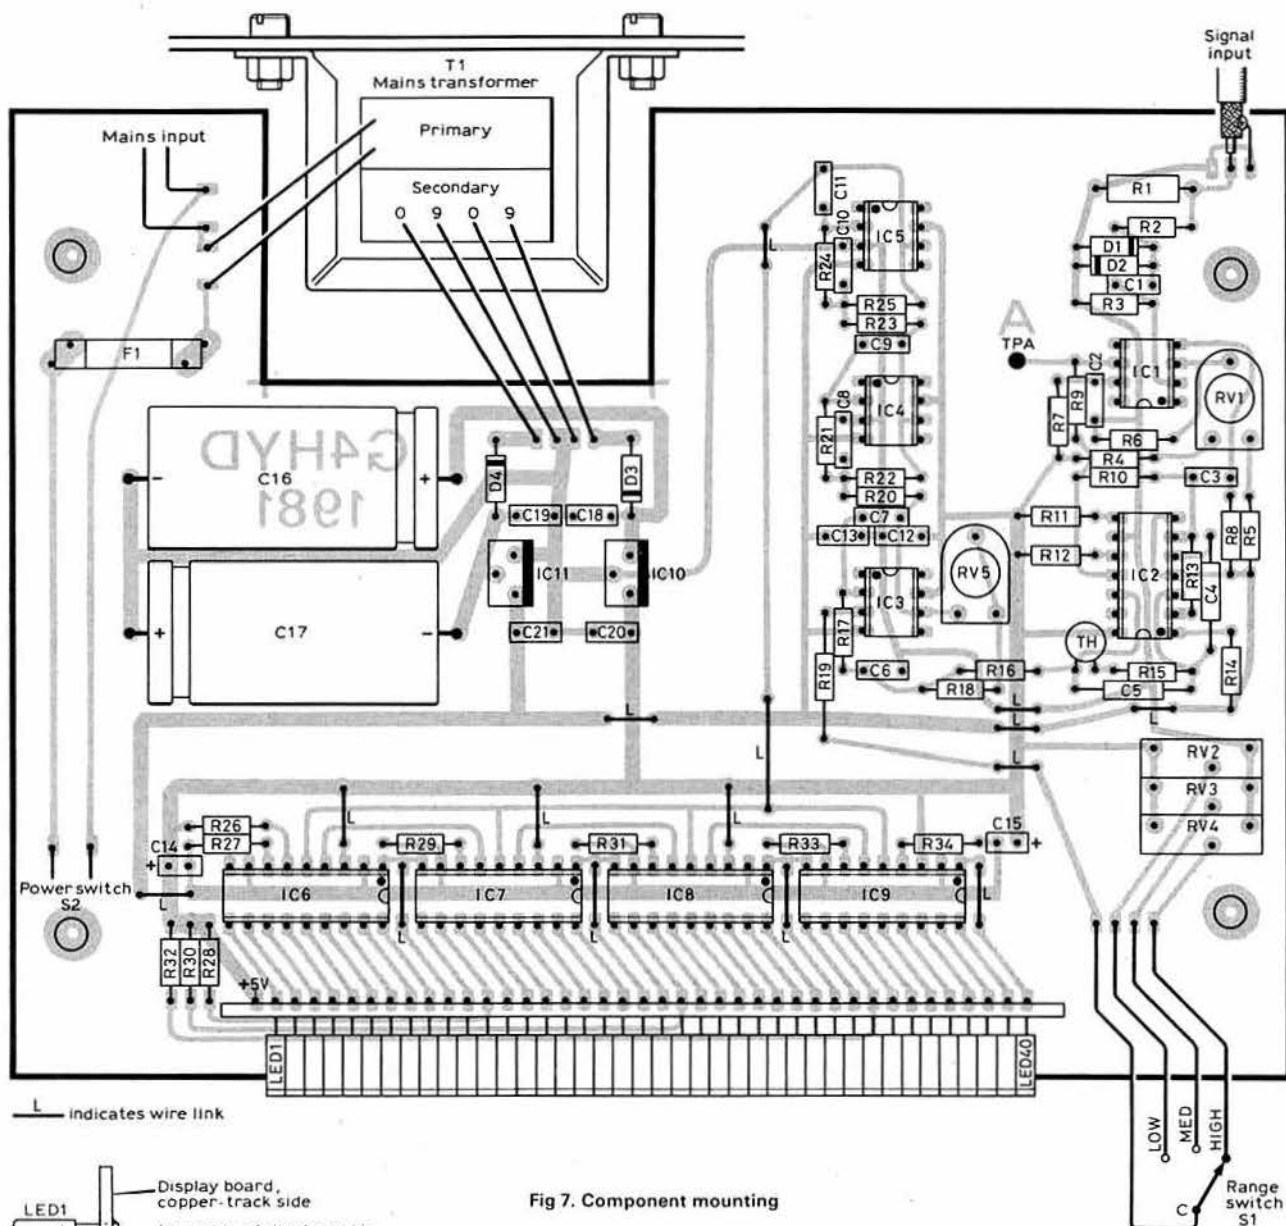 Signal
input
T1
Mains transformer
Primary
Secondary
0 9 0 9
Mains input
F1
G4HYD
1981
C16
C17
D4
D3
C19
C18
IC11
IC10
C21
C20
C11
C10
R24
IC5
R25
R23
C9
R21
C8
IC4
R22
R20
C7
C13
C12
IC3
RV5
R17
R19
C6
R16
R18
A
TPA
R1
R2
D1
D2
C1
R3
IC1
RV1
R7
R9
C2
R6
R4
R10
C3
R11
R12
IC2
R13
C4
R8
R5
TH
R15
C5
R14
RV2
RV3
RV4
L
L
L
L
L
L
L
L
L
L
R26
R27
R29
R31
R33
R34
C14
+
C15
+
IC6
IC7
IC8
IC9
L
L
L
L
L
Power switch
S2
R32
R30
R28
+5V
LED1
LED40
L indicates wire link
LOW
MED
HIGH
C
Range
switch
S1
Display board,
copper-track side
LED1
Fig 7. Component mounting